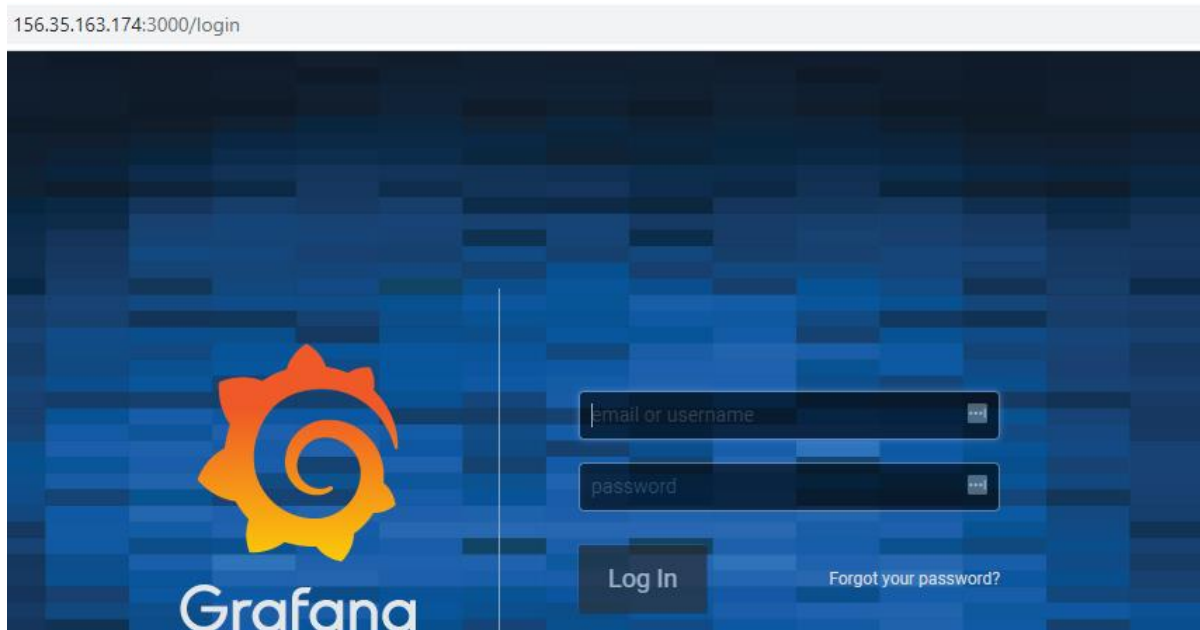 156.35.163.174:3000/login
email or username
password
Log In
Forgot your password?
Grafana